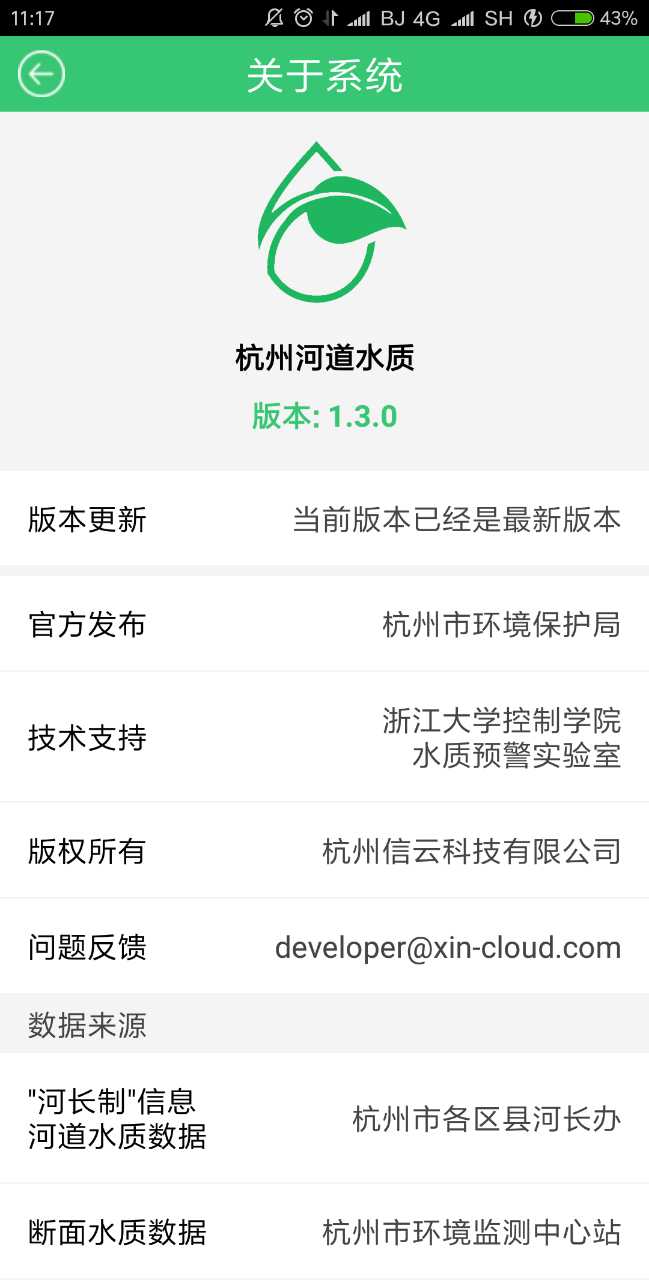 11:17 BJ 4G SH 43%
关于系统
杭州河道水质
版本: 1.3.0
版本更新 当前版本已经是最新版本
官方发布 杭州市环境保护局
技术支持 浙江大学控制学院
水质预警实验室
版权所有 杭州信云科技有限公司
问题反馈 developer@xin-cloud.com
数据来源
"河长制"信息
河道水质数据 杭州市各区县河长办
断面水质数据 杭州市环境监测中心站